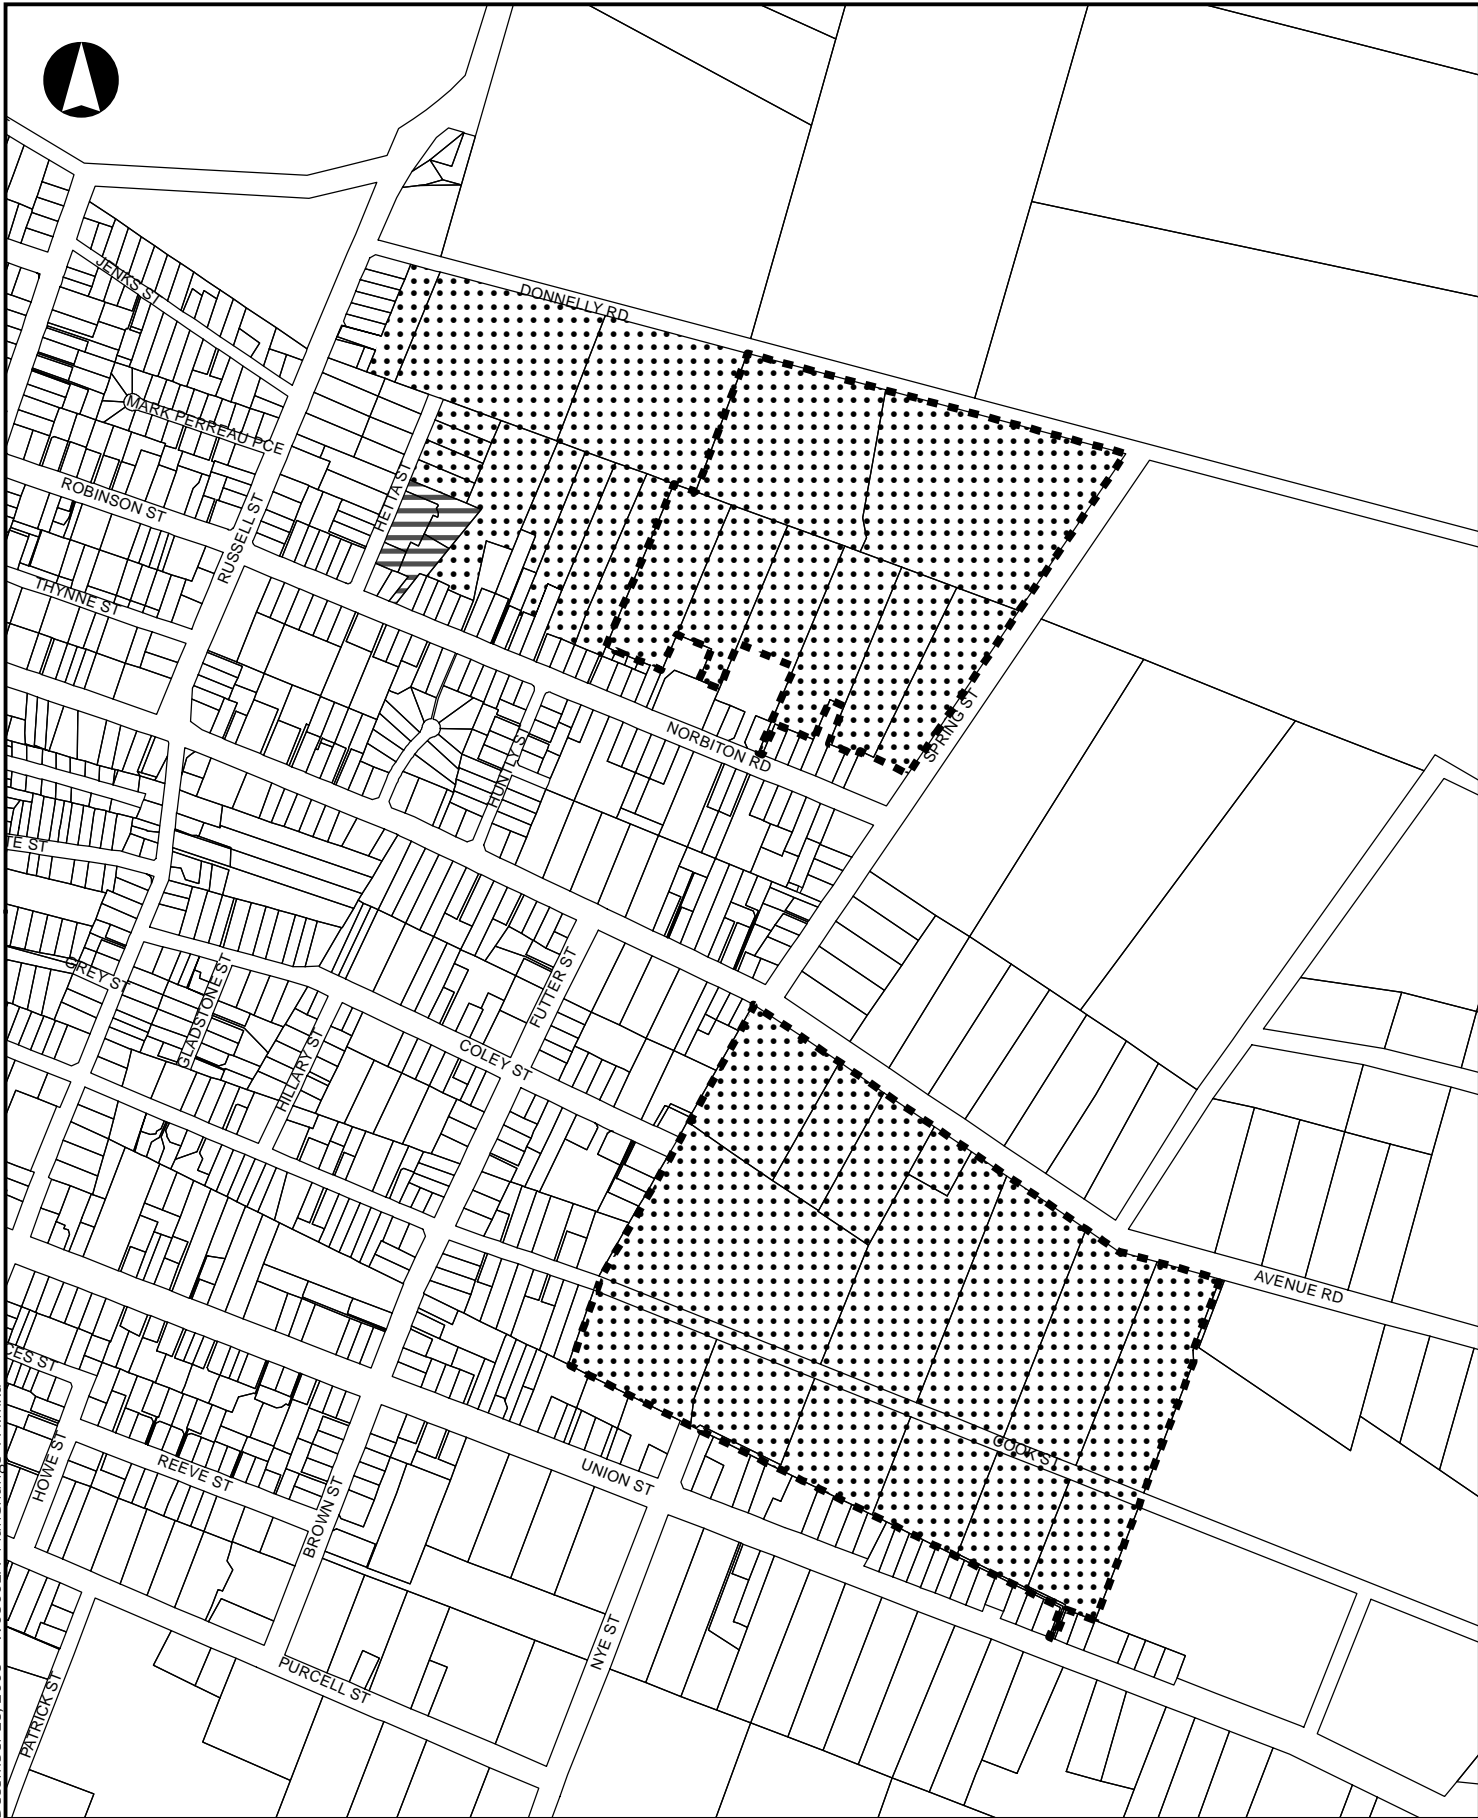 DONNELLY RD
JENKS ST
MARK PERREAU PCE
HETTA ST
ROBINSON ST
RUSSELL ST
THYNNE ST
SPRING ST
NORBITON RD
HUNTLY S
TE ST
GREY ST
GLADSTONE ST
FUTTER ST
HILLARY ST
COLEY ST
AVENUE RD
CES ST
COOK S
HOWE ST
REEVE ST
UNION ST
BROWN ST
NYE ST
PURCELL ST
PATRICK ST